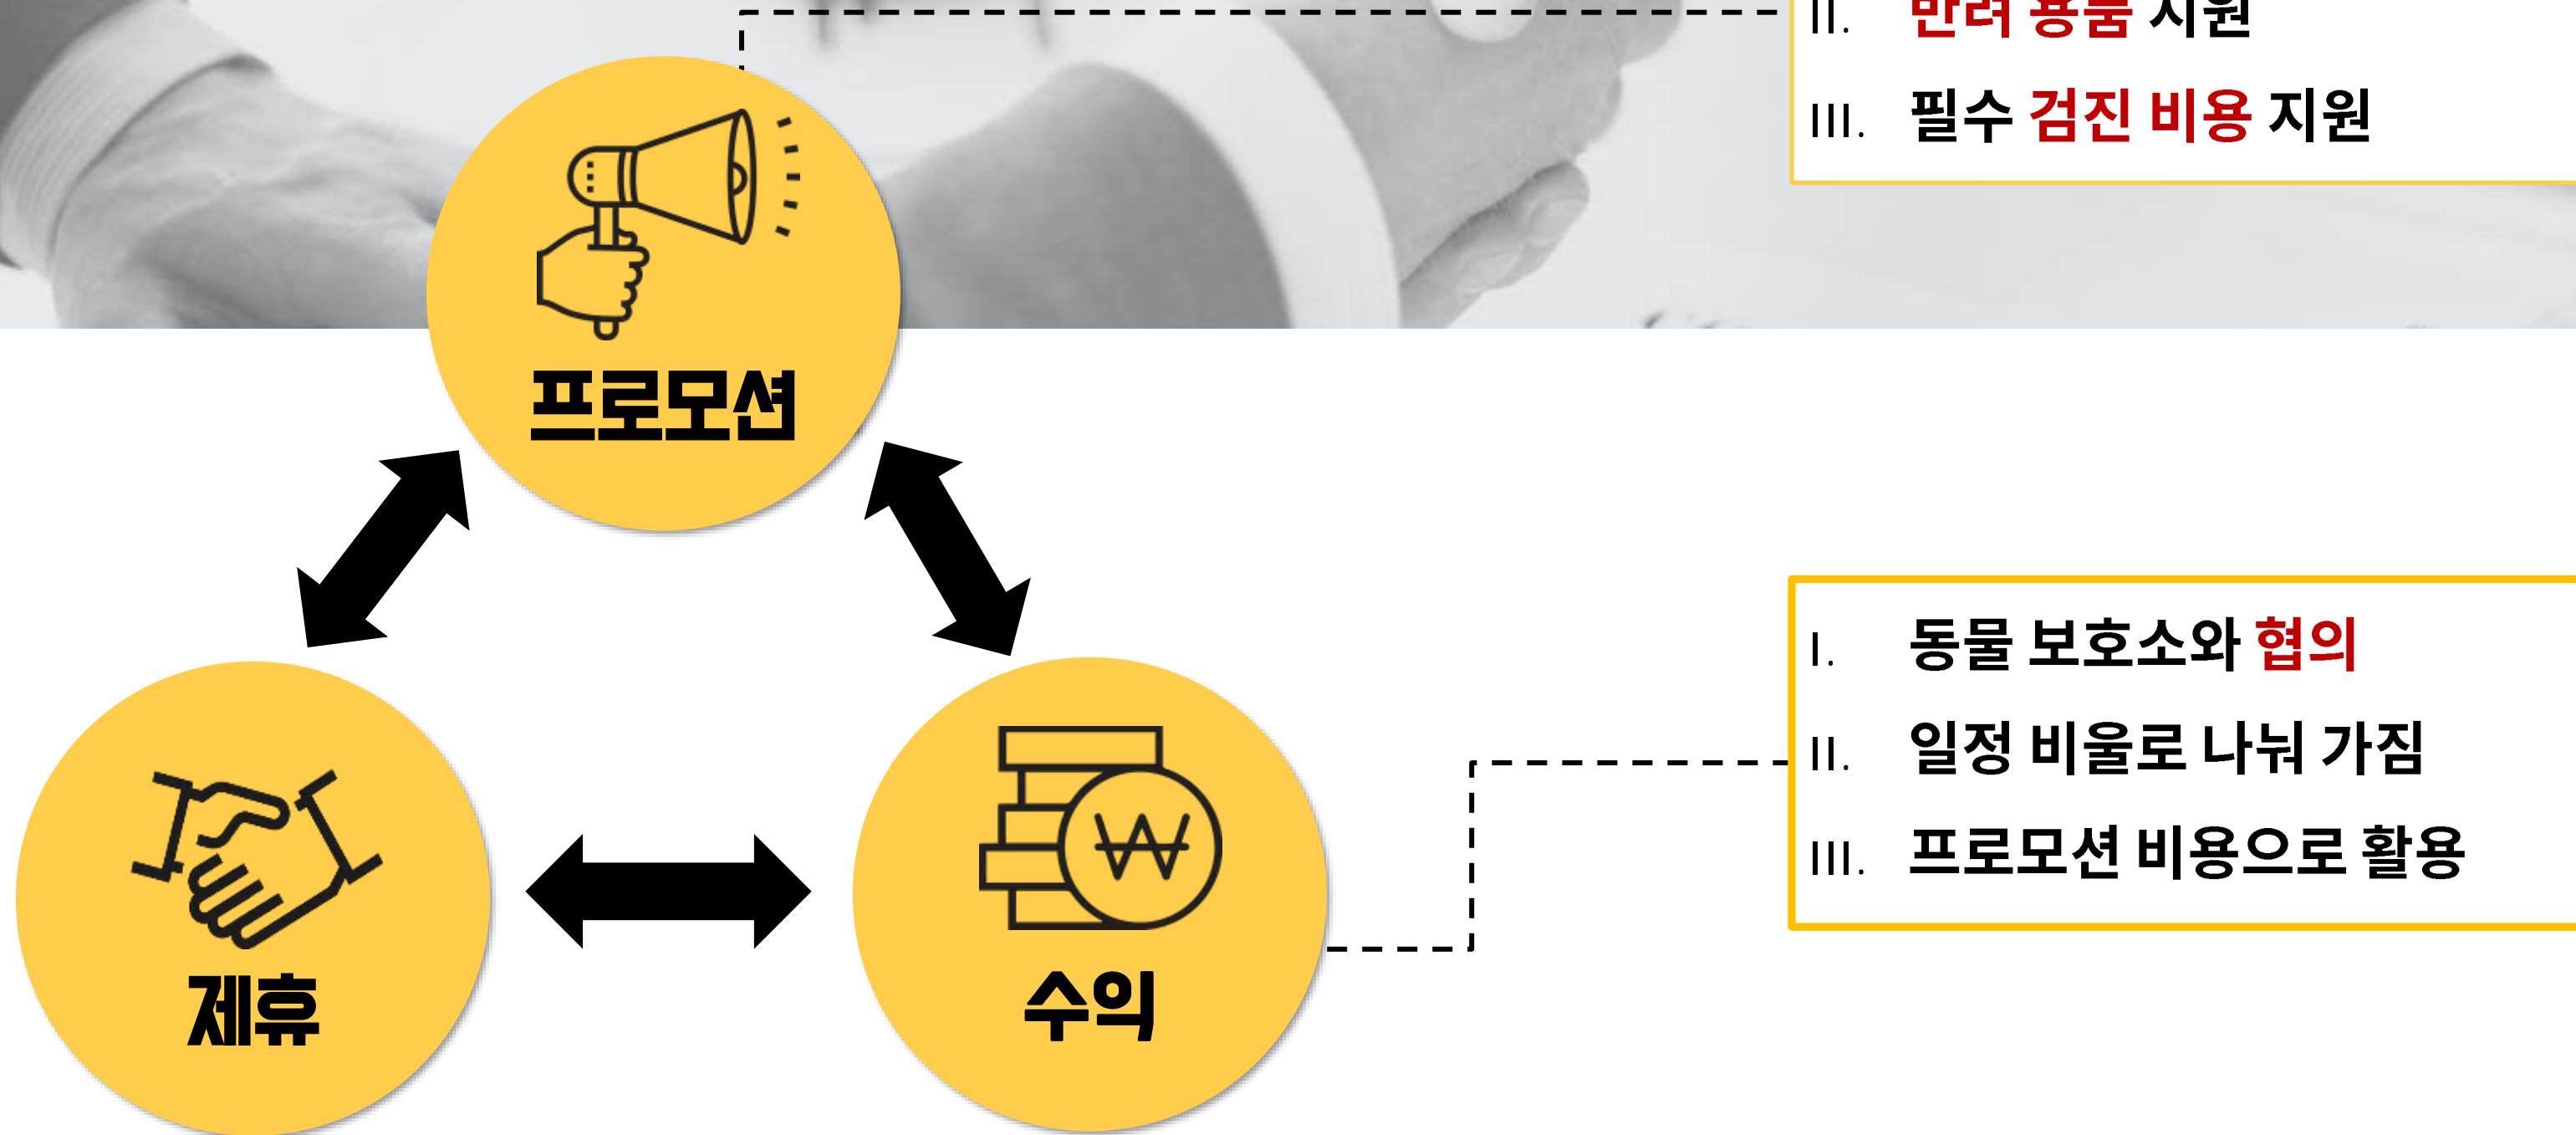 II. 반려 용품 지원
III. 필수 검진 비용 지원
프로모션
I. 동물 보호소와 협의
II. 일정 비율로 나눠 가짐
III. 프로모션 비용으로 활용
제휴
수익